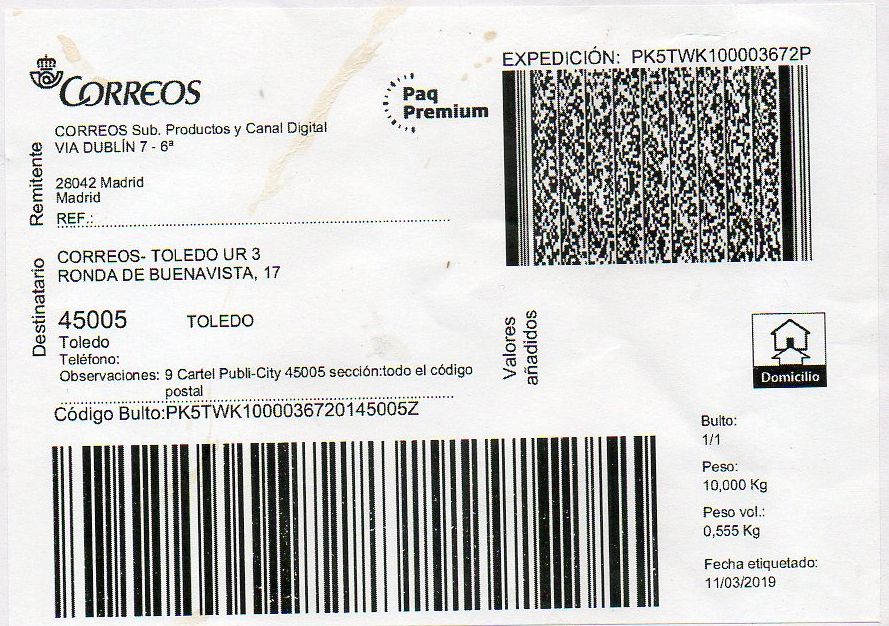 CORREOS
Paq
Premium
EXPEDICIÓN: PK5TWK100003672P
Remitente
CORREOS Sub. Productos y Canal Digital
VIA DUBLÍN 7 - 6ª
28042 Madrid
Madrid
REF.:
Destinatario
CORREOS- TOLEDO UR 3
RONDA DE BUENAVISTA, 17
45005 TOLEDO
Toledo
Teléfono:
Observaciones: 9 Cartel Publi-City 45005 sección:todo el código
postal
Valores
añadidos
Domicilio
Código Bulto:PK5TWK1000036720145005Z
Bulto:
1/1
Peso:
10,000 Kg
Peso vol.:
0,555 Kg
Fecha etiquetado:
11/03/2019